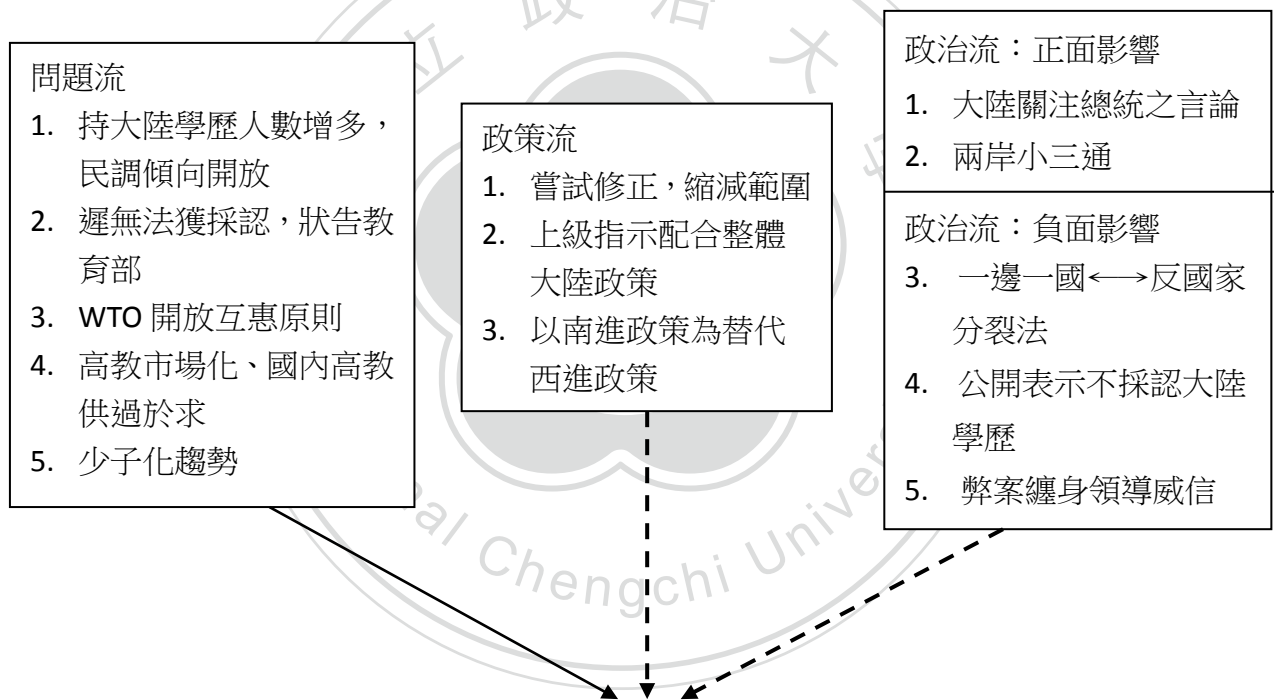 問題流
1. 持大陸學歷人數增多，
民調傾向開放
2. 遲無法獲採認，狀告教
育部
3. WTO 開放互惠原則
4. 高教市場化、國內高教
供過於求
5. 少子化趨勢
政策流
1. 嘗試修正，縮減範圍
2. 上級指示配合整體
大陸政策
3. 以南進政策為替代
西進政策
政治流：正面影響
1. 大陸關注總統之言論
2. 兩岸小三通
政治流：負面影響
3. 一邊一國←→反國家
分裂法
4. 公開表示不採認大陸
學歷
5. 弊案纏身領導威信
立政治大
Chengchi